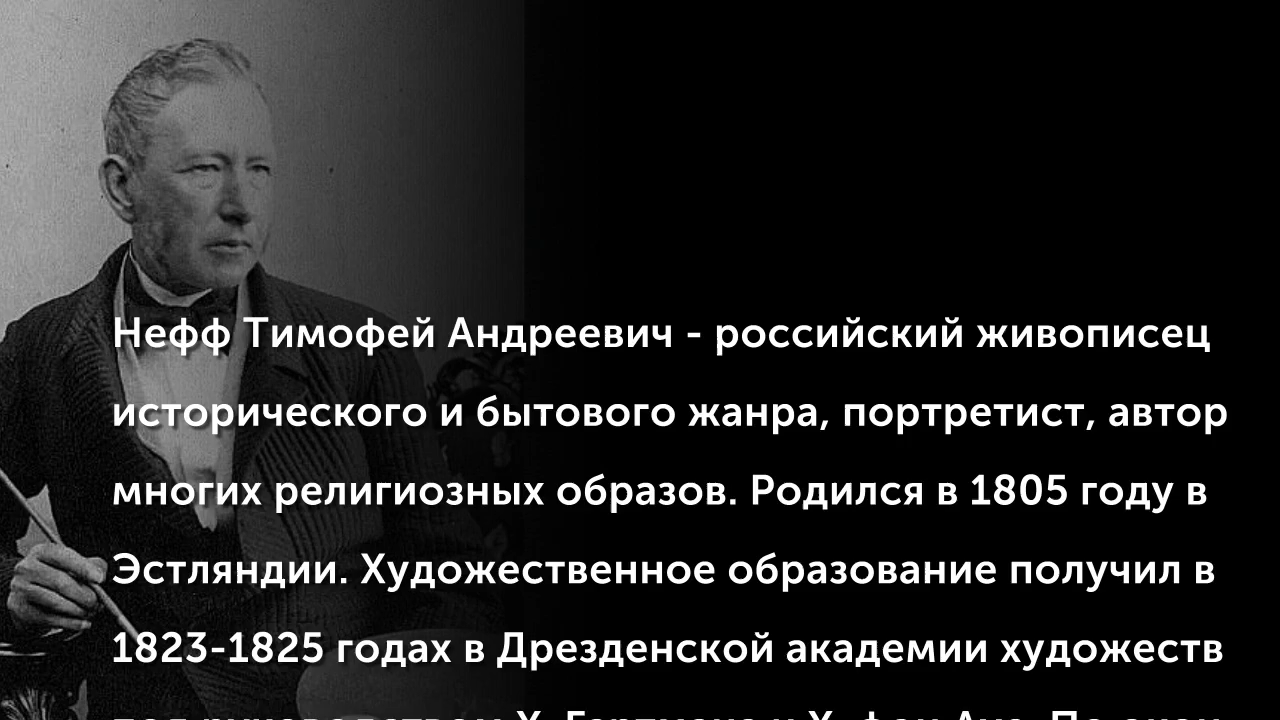 Нефф Тимофей Андреевич - российский живописец
исторического и бытового жанра, портретист, автор
многих религиозных образов. Родился в 1805 году в
Эстляндии. Художественное образование получил в
1823-1825 годах в Дрезденской академии художеств